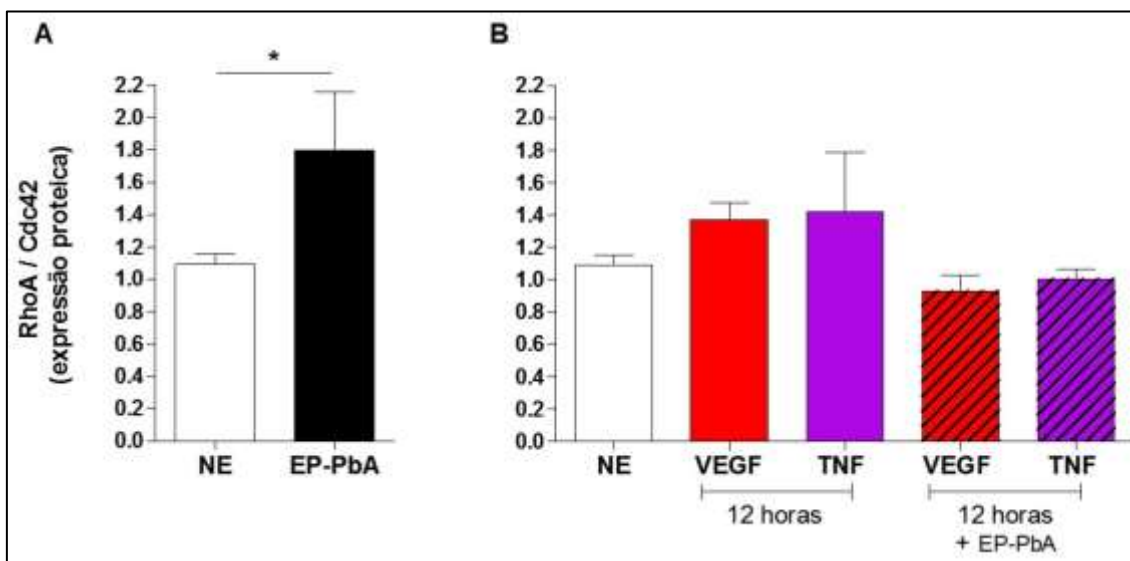 A
B
*
RhoA / Cdc42
(expressão proteica)
2.2
2.0
1.8
1.6
1.4
1.2
1.0
0.8
0.6
0.4
0.2
0.0
NE
EP-PbA
2.2
2.0
1.8
1.6
1.4
1.2
1.0
0.8
0.6
0.4
0.2
0.0
NE
VEGF
TNF
VEGF
TNF
12 horas
12 horas
+ EP-PbA